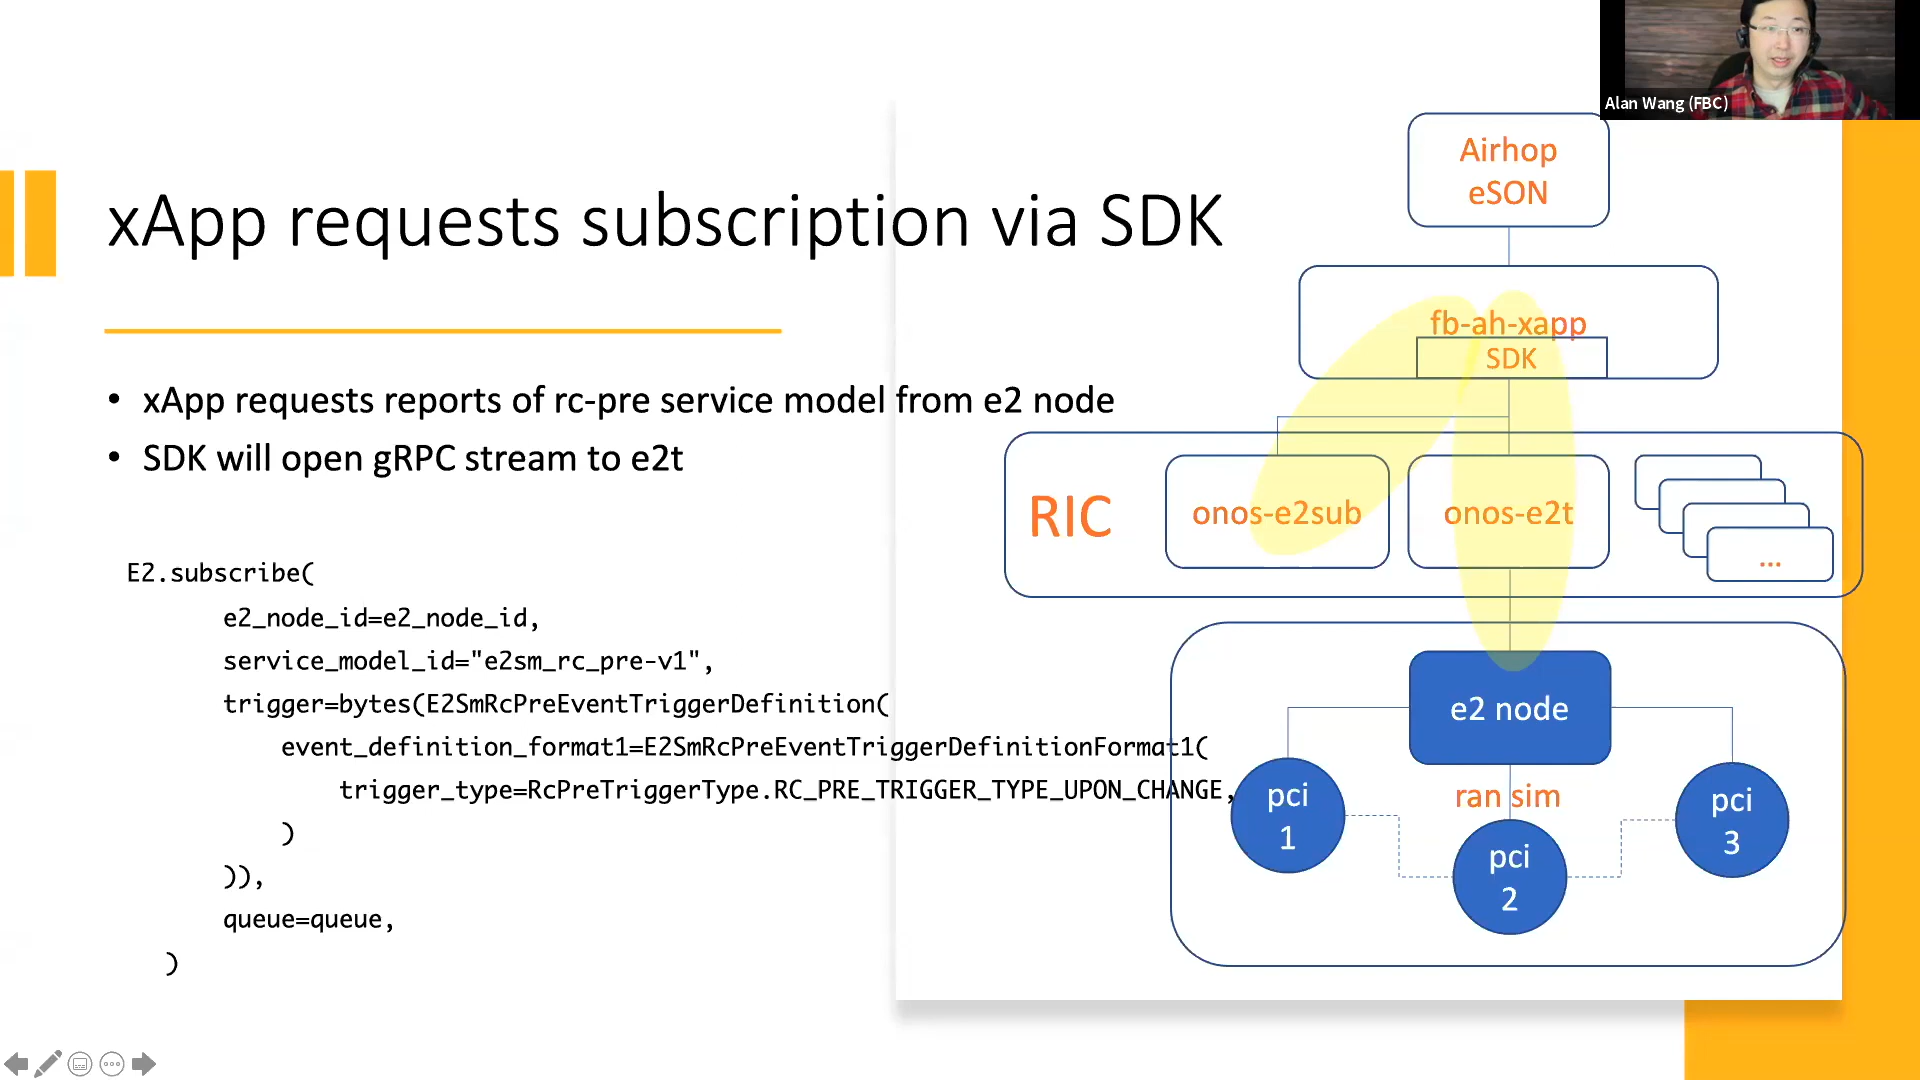 Alan Wang (FBC)
xApp requests subscription via SDK
• xApp requests reports of rc-pre service model from e2 node
• SDK will open gRPC stream to e2t
E2.subscribe(
e2_node_id=e2_node_id,
service_model_id="e2sm_rc_pre-v1",
trigger=bytes(E2SmRcPreEventTriggerDefinition(
event_definition_format1=E2SmRcPreEventTriggerDefinitionFormat1(
trigger_type=RcPreTriggerType.RC_PRE_TRIGGER_TYPE_UPON_CHANGE,
)
)),
queue=queue,
)
Airhop
eSON
fb-ah-xapp
SDK
RIC
onos-e2sub
onos-e2t
...
e2 node
ran sim
pci
1
pci
2
pci
3